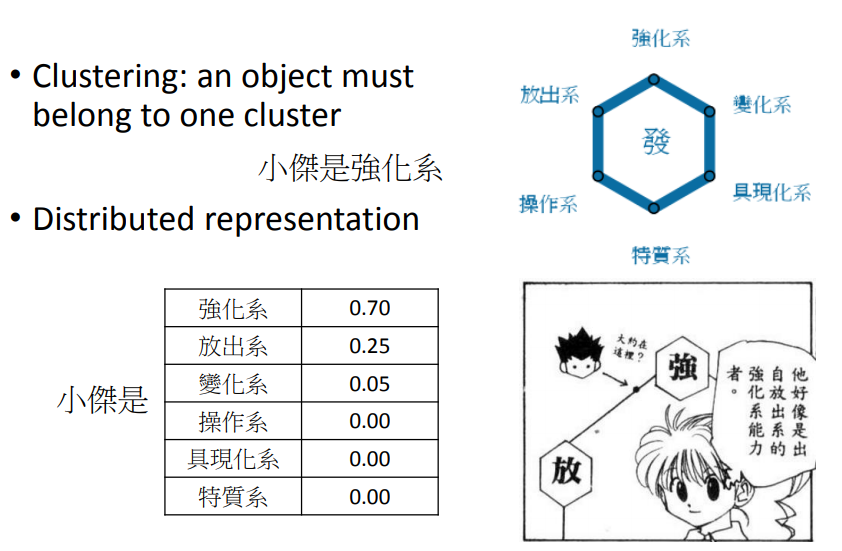 • Clustering: an object must
belong to one cluster
小傑是強化系
• Distributed representation
小傑是
強化系 0.70
放出系 0.25
變化系 0.05
操作系 0.00
具現化系 0.00
特質系 0.00
強化系
放出系
變化系
發
操作系
具現化系
特質系
大約在
這裡？
強
放
他好像是出
自放出系的
強化系能力
者。